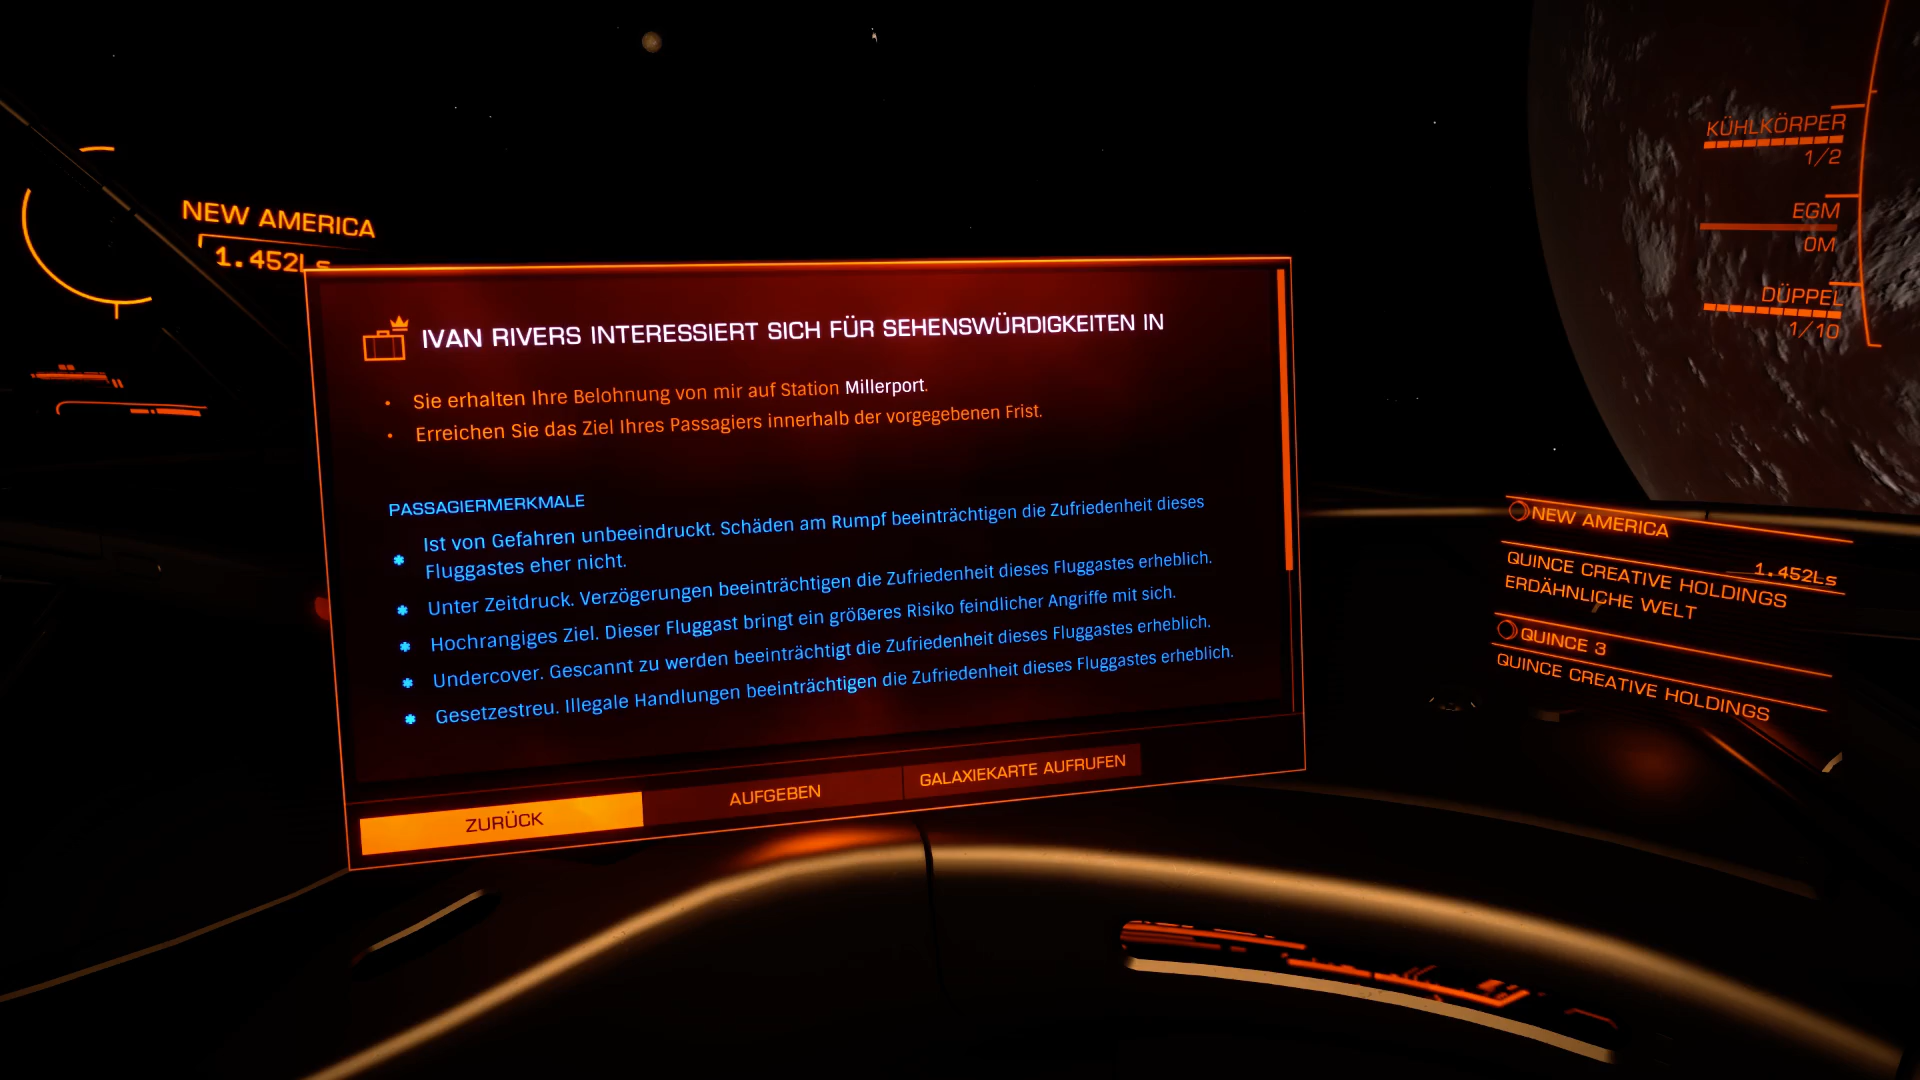 NEW AMERICA
1.452Ls
KÜHLKÖRPER
1/2
EGM
0M
DÜPPEL
1/10
IVAN RIVERS INTERESSIERT SICH FÜR SEHENSWÜRDIGKEITEN IN
• Sie erhalten Ihre Belohnung von mir auf Station Millerport.
• Erreichen Sie das Ziel Ihres Passagiers innerhalb der vorgegebenen Frist.
PASSAGIERMERKMALE
Ist von Gefahren unbeeindruckt. Schäden am Rumpf beeinträchtigen die Zufriedenheit dieses
Fluggastes eher nicht.
Unter Zeitdruck. Verzögerungen beeinträchtigen die Zufriedenheit dieses Fluggastes erheblich.
Hochrangiges Ziel. Dieser Fluggast bringt ein größeres Risiko feindlicher Angriffe mit sich.
Undercover. Gescannt zu werden beeinträchtigt die Zufriedenheit dieses Fluggastes erheblich.
Gesetzestreu. Illegale Handlungen beeinträchtigen die Zufriedenheit dieses Fluggastes erheblich.
ZURÜCK
AUFGEBEN
GALAXIEKARTE AUFRUFEN
NEW AMERICA
1.452Ls
QUINCE CREATIVE HOLDINGS
ERDÄHNLICHE WELT
QUINCE 3
QUINCE CREATIVE HOLDINGS